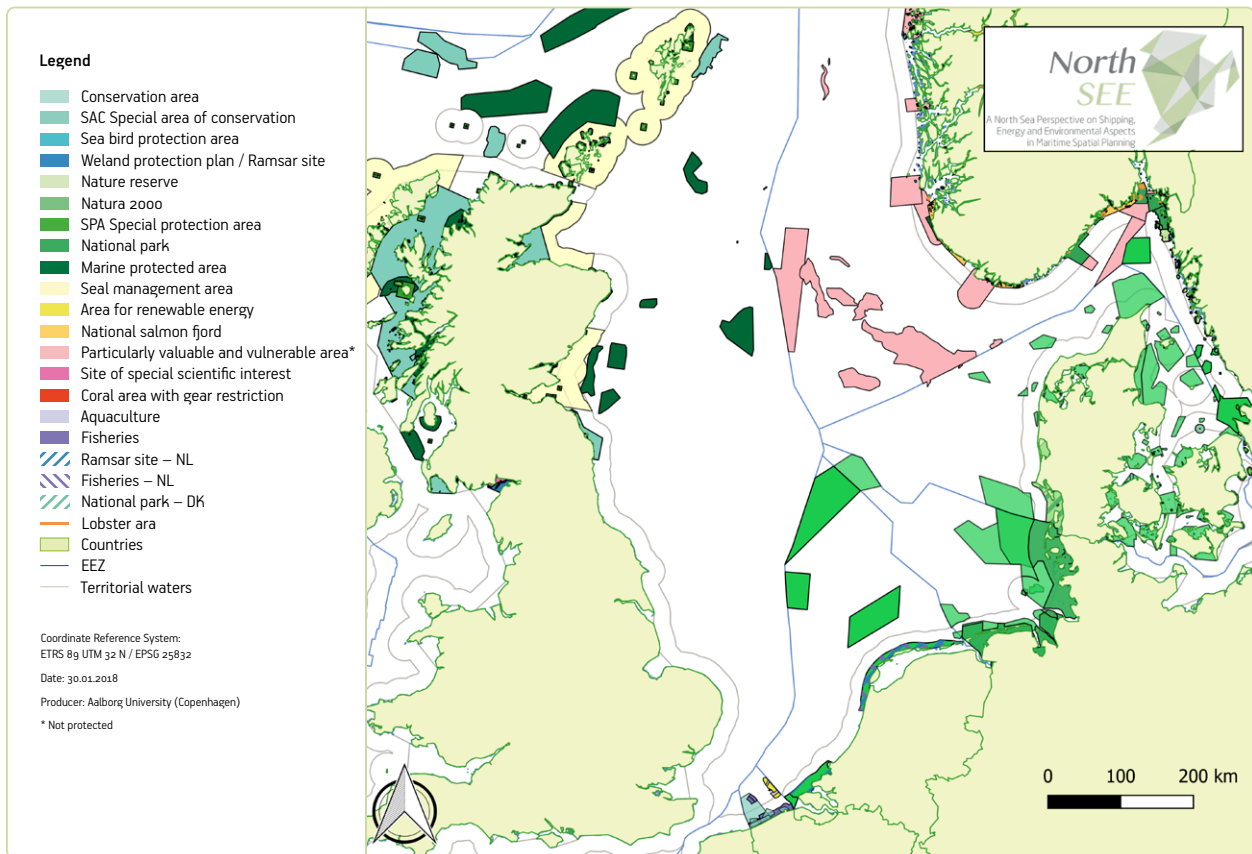 Legend
Conservation area
SAC Special area of conservation
Sea bird protection area
Weland protection plan / Ramsar site
Nature reserve
Natura 2000
SPA Special protection area
National park
Marine protected area
Seal management area
Area for renewable energy
National salmon fjord
Particularly valuable and vulnerable area*
Site of special scientific interest
Coral area with gear restriction
Aquaculture
Fisheries
Ramsar site – NL
Fisheries – NL
National park – DK
Lobster ara
Countries
EEZ
Territorial waters
Coordinate Reference System:
ETRS 89 UTM 32 N / EPSG 25832
Date: 30.01.2018
Producer: Aalborg University (Copenhagen)
* Not protected
North
SEE
A North Sea Perspective on Shipping,
Energy and Environmental Aspects
in Maritime Spatial Planning
0 100 200 km